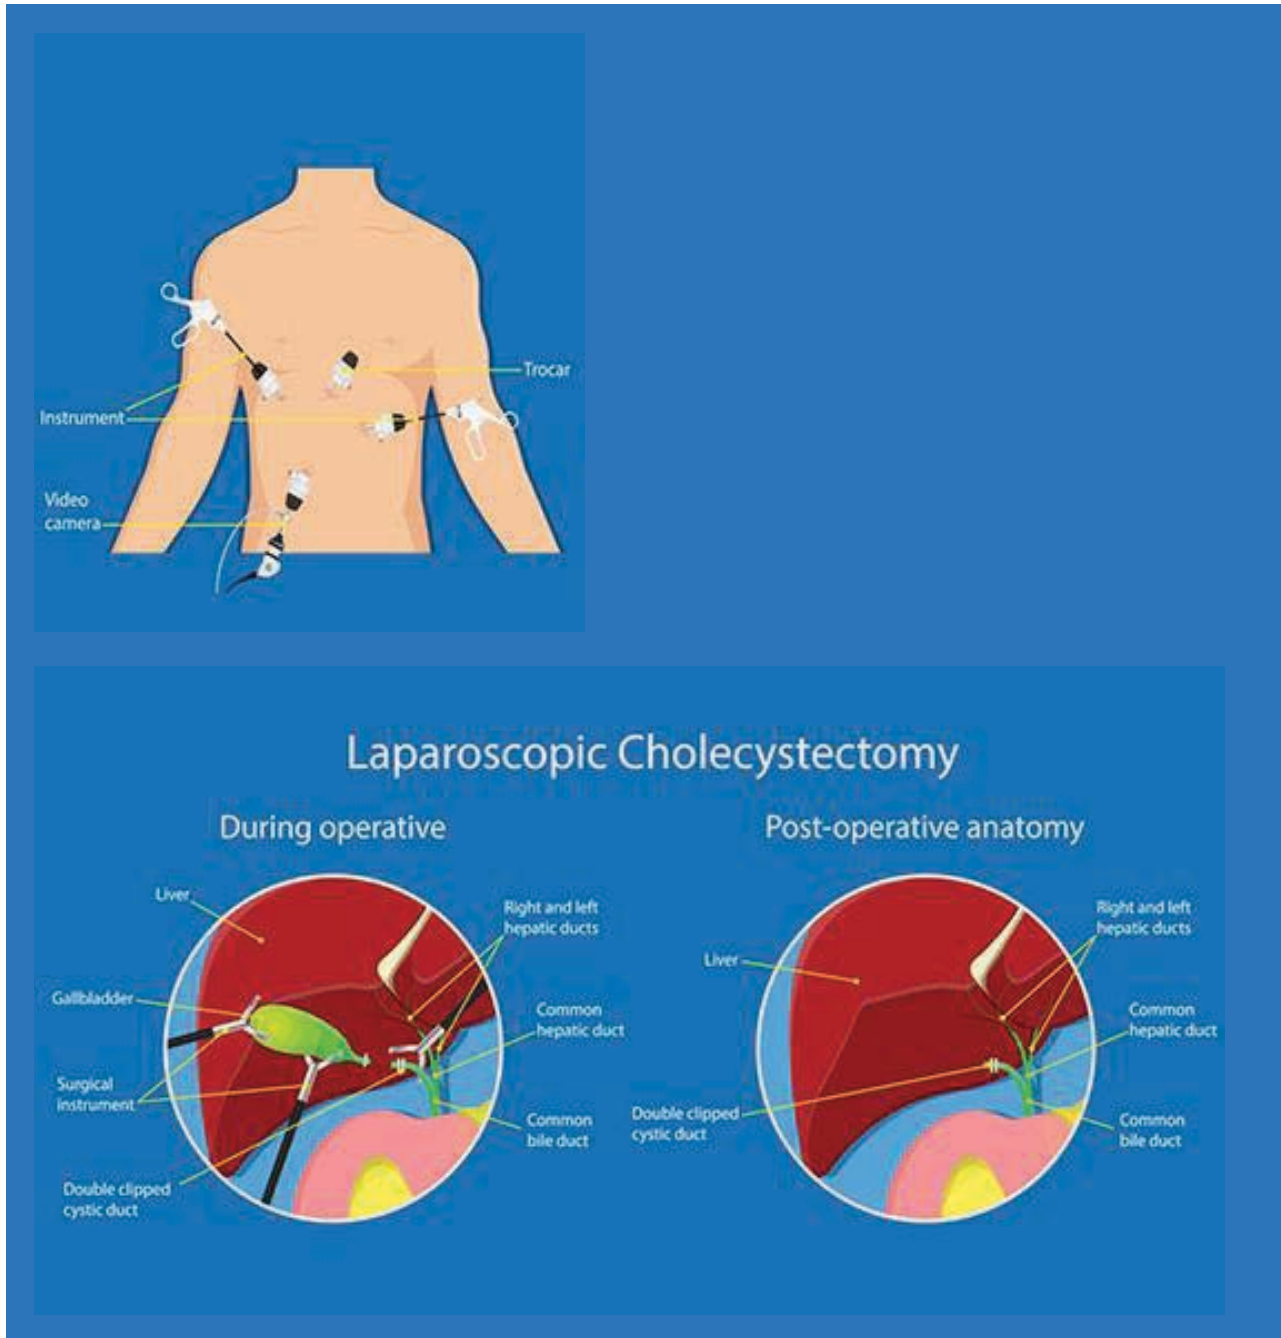 Trocar
Instrument
Video
camera
Laparoscopic Cholecystectomy
During operative
Post-operative anatomy
Liver
Right and left
hepatic ducts
Gallbladder
Common
hepatic duct
Surgical
instrument
Common
bile duct
Double clipped
cystic duct
Right and left
hepatic ducts
Liver
Common
hepatic duct
Double clipped
cystic duct
Common
bile duct